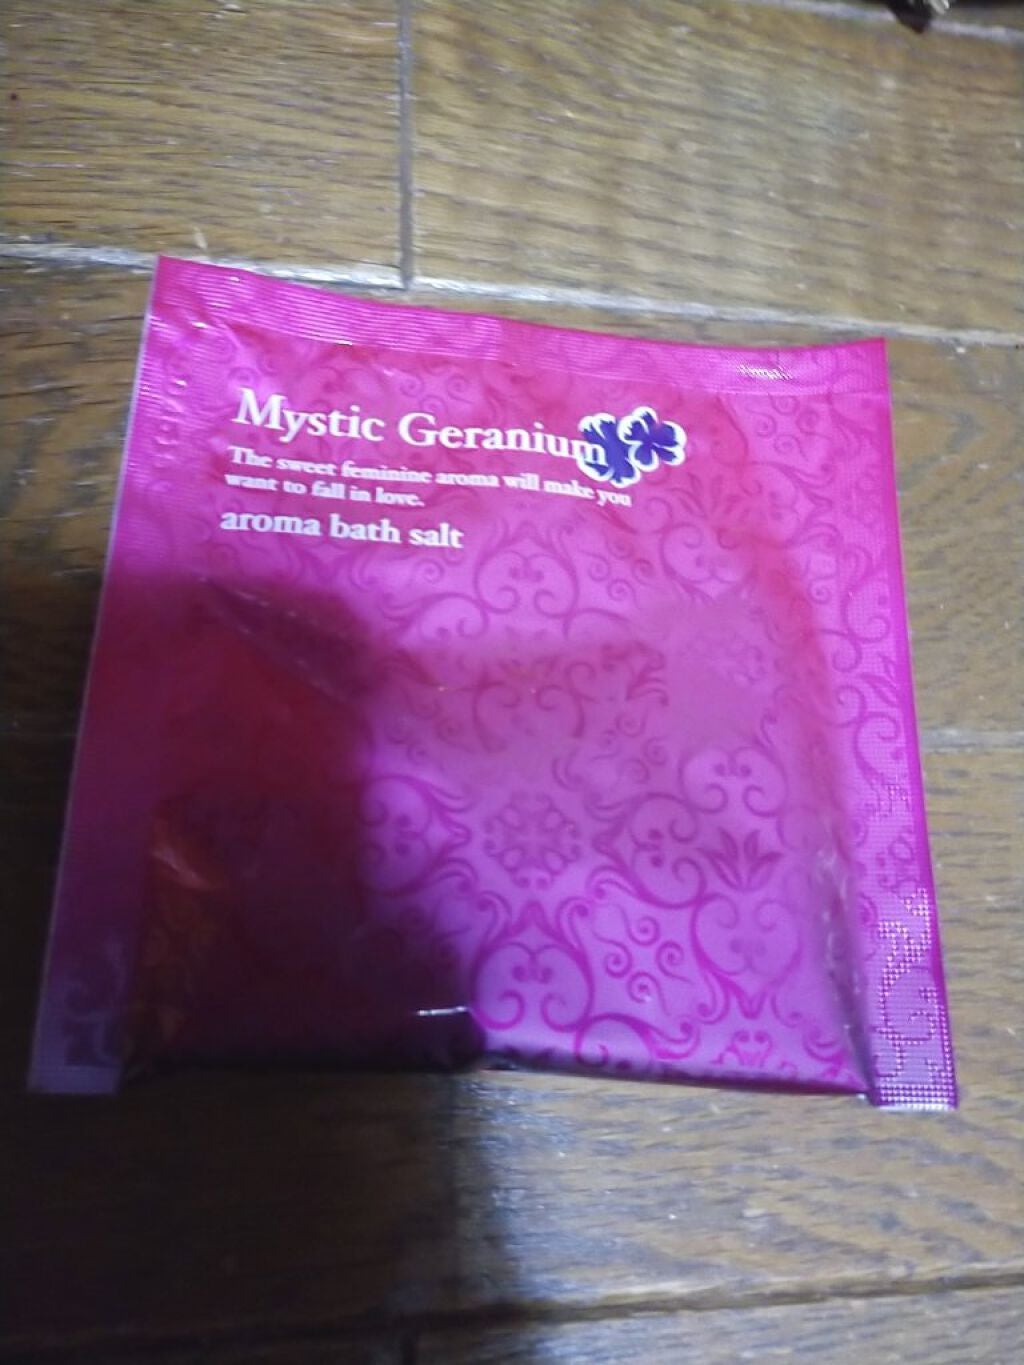 Mystic Geranium
The sweet feminine aroma will make you
want to fall in love.
aroma bath salt